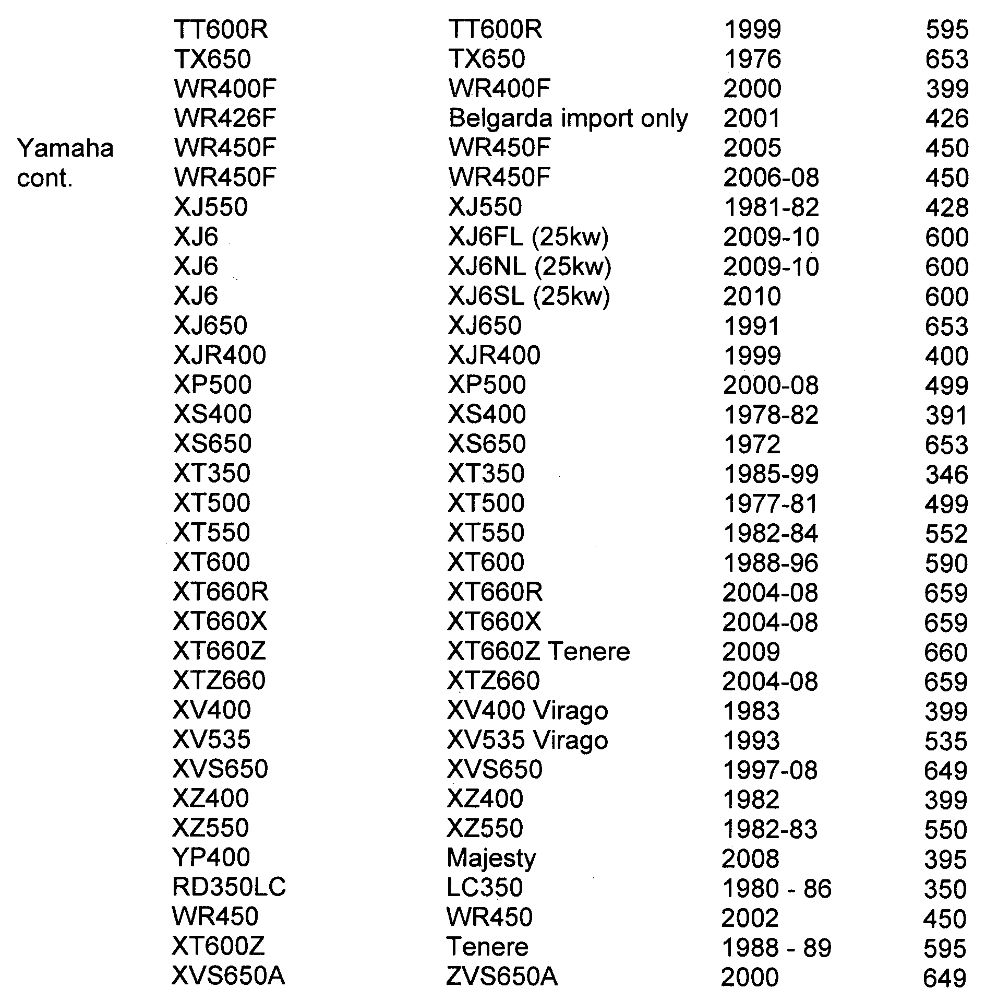 TT600R TT600R 1999 595
TX650 TX650 1976 653
WR400F WR400F 2000 399
WR426F Belgarda import only 2001 426
Yamaha WR450F WR450F 2005 450
cont. WR450F WR450F 2006-08 450
XJ550 XJ550 1981-82 428
XJ6 XJ6FL (25kw) 2009-10 600
XJ6 XJ6NL (25kw) 2009-10 600
XJ6 XJ6SL (25kw) 2010 600
XJ650 XJ650 1991 653
XJR400 XJR400 1999 400
XP500 XP500 2000-08 499
XS400 XS400 1978-82 391
XS650 XS650 1972 653
XT350 XT350 1985-99 346
XT500 XT500 1977-81 499
XT550 XT550 1982-84 552
XT600 XT600 1988-96 590
XT660R XT660R 2004-08 659
XT660X XT660X 2004-08 659
XT660Z XT660Z Tenere 2009 660
XTZ660 XTZ660 2004-08 659
XV400 XV400 Virago 1983 399
XV535 XV535 Virago 1993 535
XVS650 XVS650 1997-08 649
XZ400 XZ400 1982 399
XZ550 XZ550 1982-83 550
YP400 Majesty 2008 395
RD350LC LC350 1980 - 86 350
WR450 WR450 2002 450
XT600Z Tenere 1988 - 89 595
XVS650A ZVS650A 2000 649